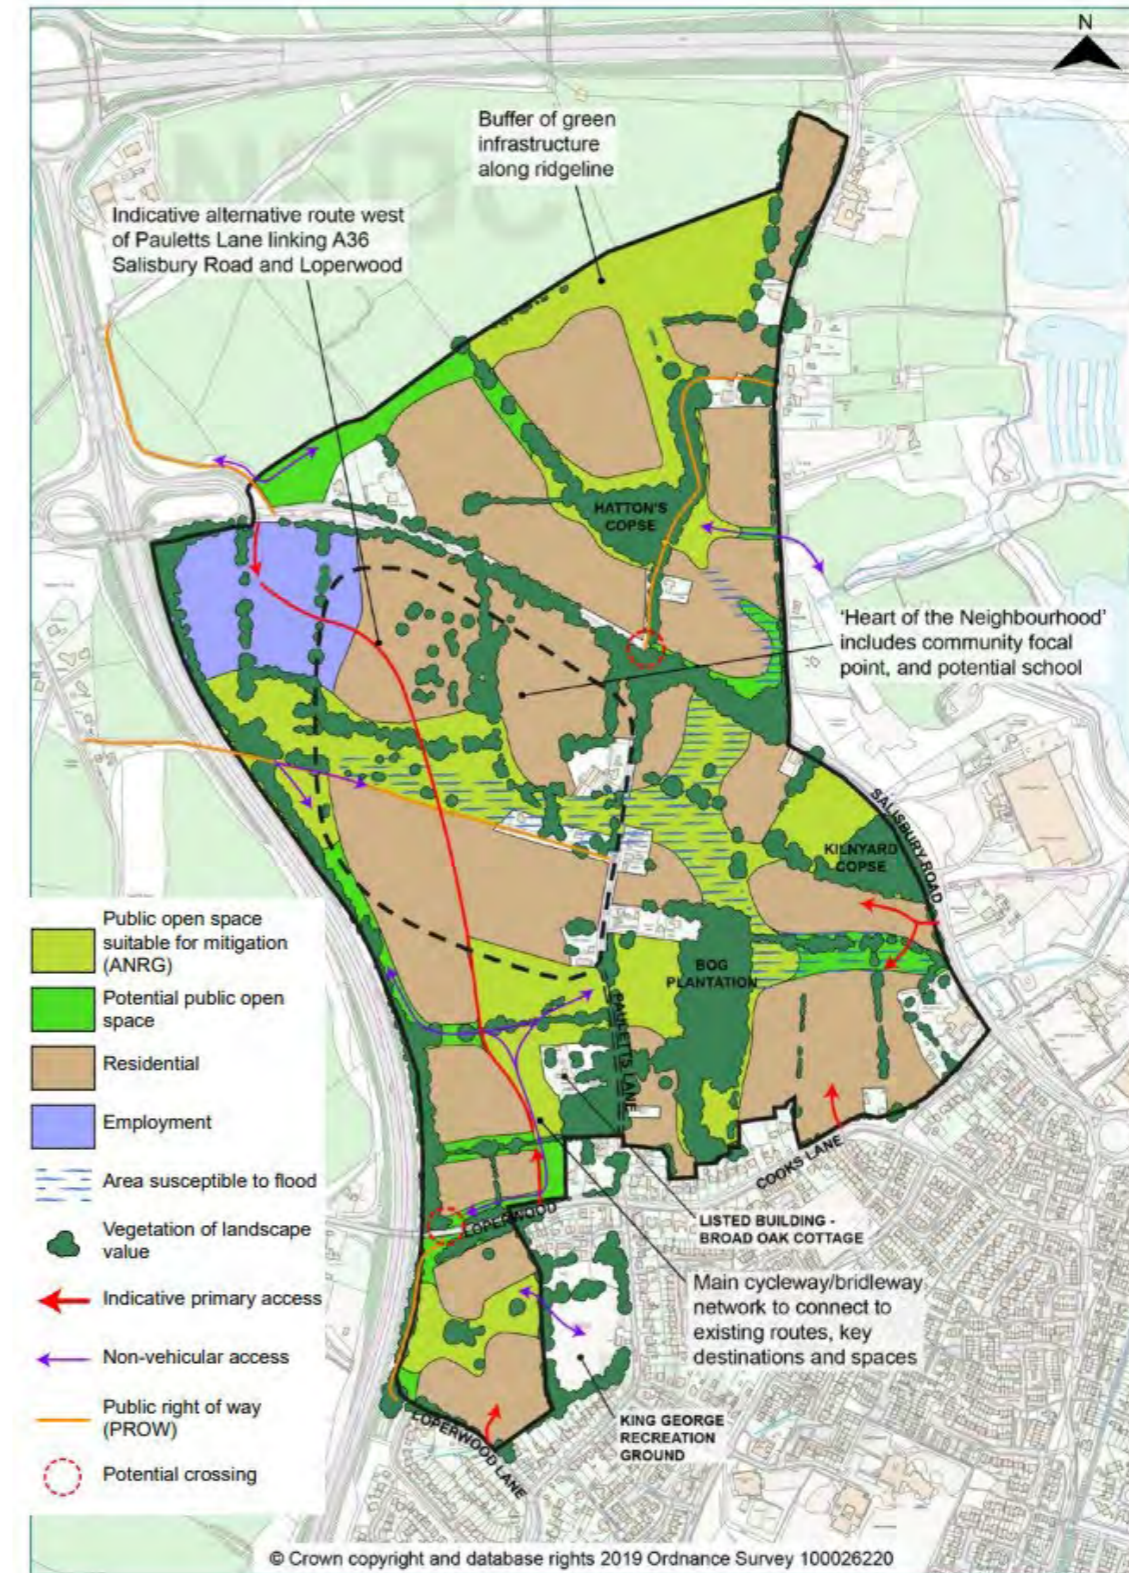 N
Buffer of green
infrastructure
along ridgeline
Indicative alternative route west
of Pauletts Lane linking A36
Salisbury Road and Loperwood
HATTON'S
COPSE
'Heart of the Neighbourhood'
includes community focal
point, and potential school
SALISBURY ROAD
KILNYARD
COPSE
BOG
PLANTATION
PAULETTS LANE
COOKS LANE
LOPERWOOD
LISTED BUILDING -
BROAD OAK COTTAGE
Main cycleway/bridleway
network to connect to
existing routes, key
destinations and spaces
KING GEORGE
RECREATION
GROUND
LOPERWOOD LANE
Public open space
suitable for mitigation
(ANRG)
Potential public open
space
Residential
Employment
Area susceptible to flood
Vegetation of landscape
value
Indicative primary access
Non-vehicular access
Public right of way
(PROW)
Potential crossing
© Crown copyright and database rights 2019 Ordnance Survey 100026220